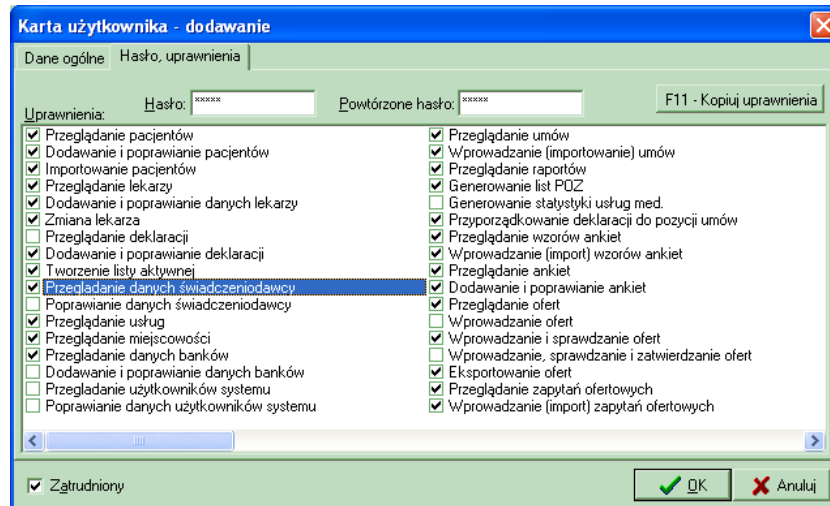 Karta użytkownika - dodawanie
Dane ogólne
Hasło, uprawnienia
Hasło: *****
Powtórzone hasło: *****
F11 - Kopiuj uprawnienia
Uprawnienia:
Przeglądanie pacjentów
Dodawanie i poprawianie pacjentów
Importowanie pacjentów
Przeglądanie lekarzy
Dodawanie i poprawianie danych lekarzy
Zmiana lekarza
Przeglądanie deklaracji
Dodawanie i poprawianie deklaracji
Tworzenie listy aktywnej
Przegladanie danych świadczeniodawcy
Poprawianie danych świadczeniodawcy
Przeglądanie usług
Przeglądanie miejscowości
Przegladanie danych banków
Dodawanie i poprawianie danych banków
Przegladanie użytkowników systemu
Poprawianie danych użytkowników systemu
Przeglądanie umów
Wprowadzanie (importowanie) umów
Przeglądanie raportów
Generowanie list POZ
Generowanie statystyki usług med.
Przyporządkowanie deklaracji do pozycji umów
Przeglądanie wzorów ankiet
Wprowadzanie (import) wzorów ankiet
Przeglądanie ankiet
Dodawanie i poprawianie ankiet
Przeglądanie ofert
Wprowadzanie ofert
Wprowadzanie i sprawdzanie ofert
Wprowadzanie, sprawdzanie i zatwierdzanie ofert
Eksportowanie ofert
Przeglądanie zapytań ofertowych
Wprowadzanie (import) zapytań ofertowych
Zatrudniony
OK
Anuluj